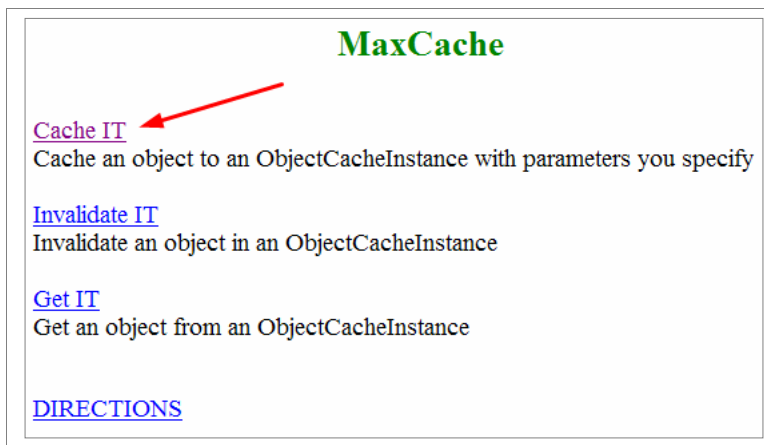 MaxCache
Cache IT
Cache an object to an ObjectCacheInstance with parameters you specify
Invalidate IT
Invalidate an object in an ObjectCacheInstance
Get IT
Get an object from an ObjectCacheInstance
DIRECTIONS